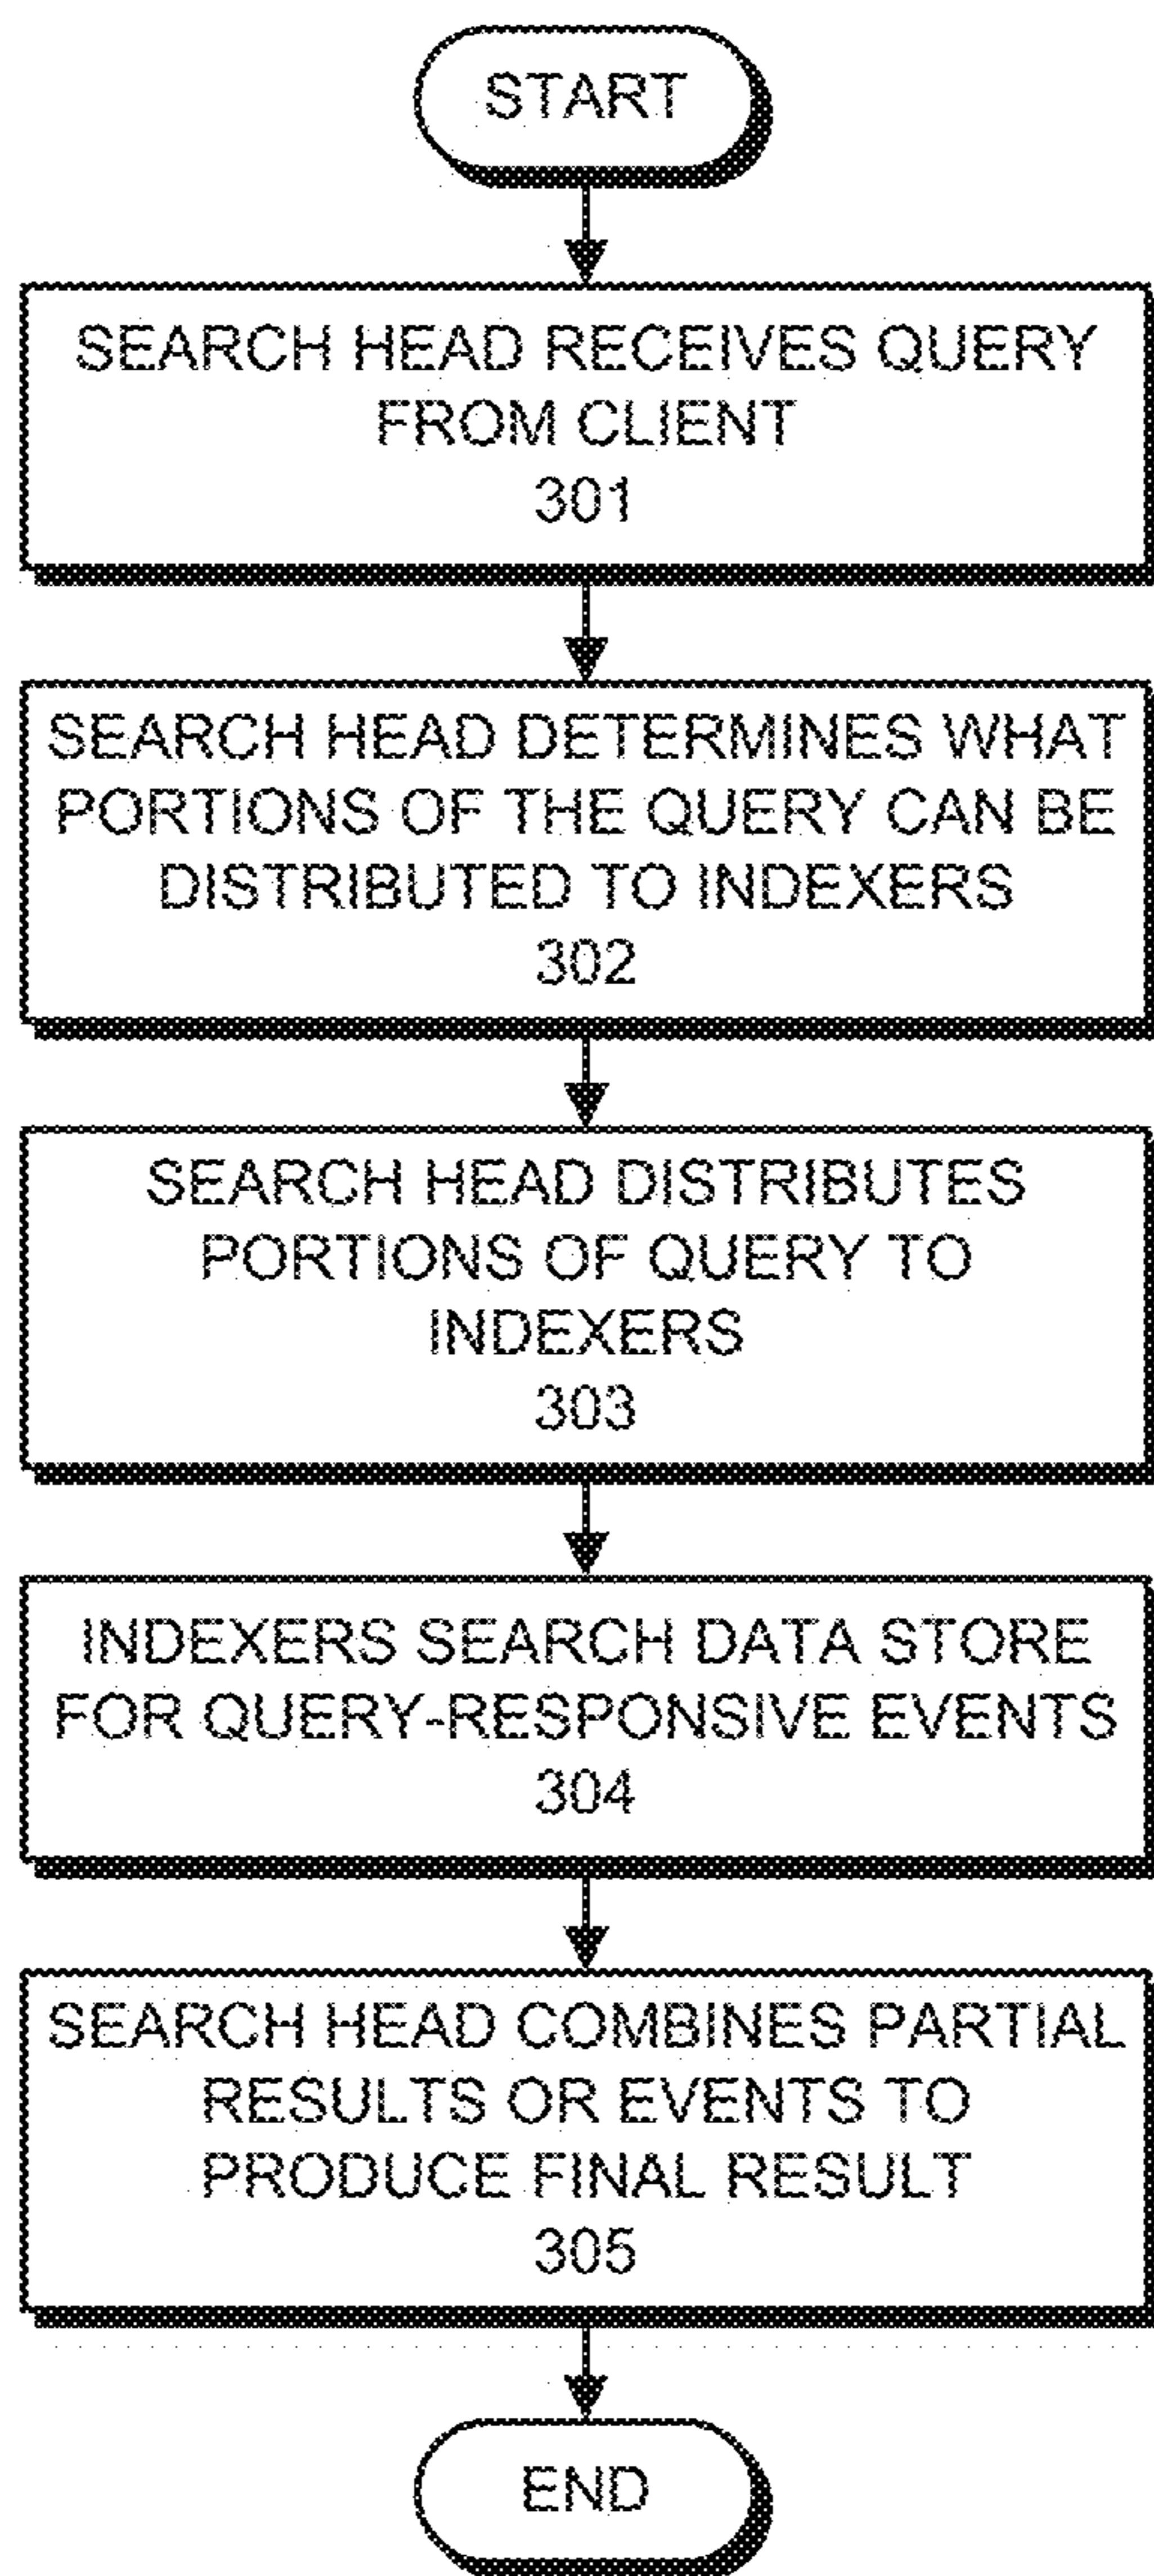 START
SEARCH HEAD RECEIVES QUERY
FROM CLIENT
301
SEARCH HEAD DETERMINES WHAT
PORTIONS OF THE QUERY CAN BE
DISTRIBUTED TO INDEXERS
302
SEARCH HEAD DISTRIBUTES
PORTIONS OF QUERY TO
INDEXERS
303
INDEXERS SEARCH DATA STORE
FOR QUERY-RESPONSIVE EVENTS
304
SEARCH HEAD COMBINES PARTIAL
RESULTS OR EVENTS TO
PRODUCE FINAL RESULT
305
END